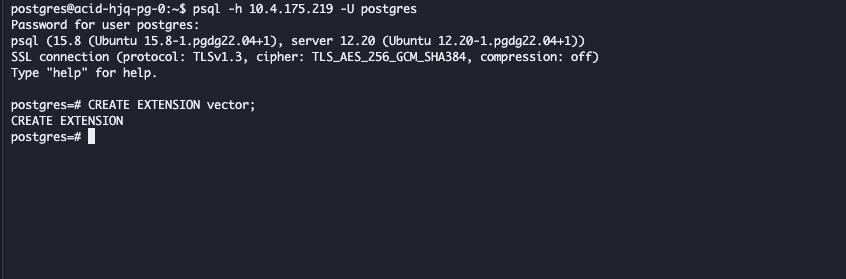 postgres@acid-hjq-pg-0:~$ psql -h 10.4.175.219 -U postgres
Password for user postgres:
psql (15.8 (Ubuntu 15.8-1.pgdg22.04+1), server 12.20 (Ubuntu 12.20-1.pgdg22.04+1))
SSL connection (protocol: TLSv1.3, cipher: TLS_AES_256_GCM_SHA384, compression: off)
Type "help" for help.
postgres=# CREATE EXTENSION vector;
CREATE EXTENSION
postgres=#